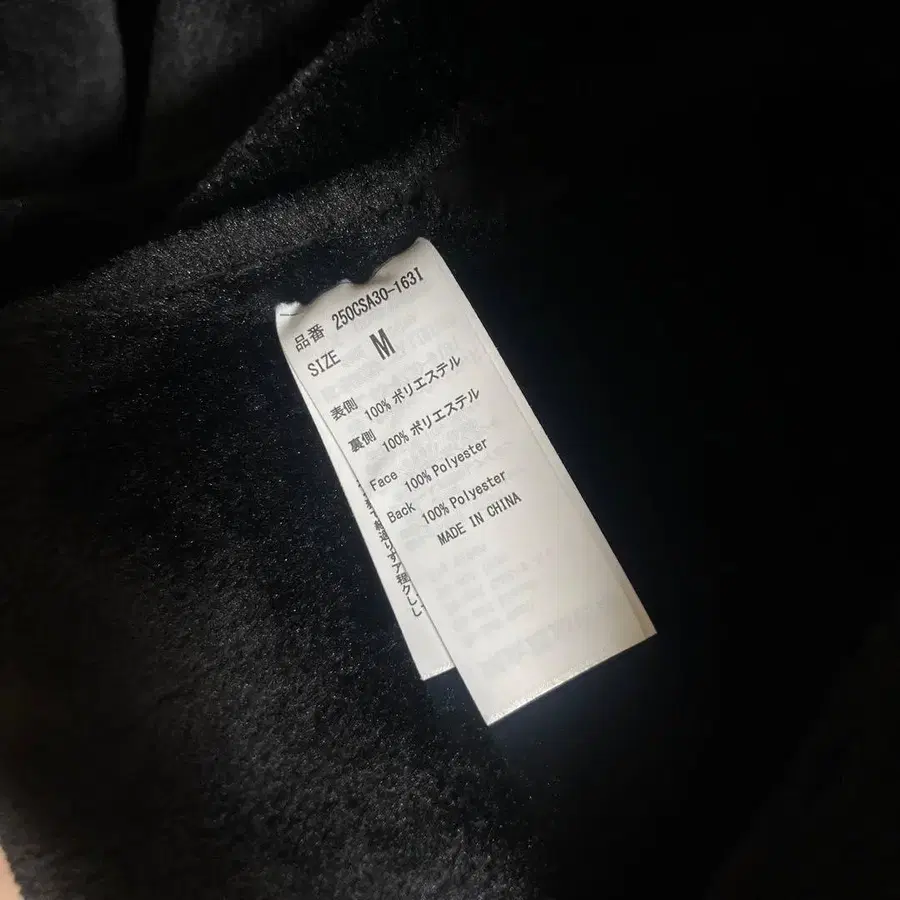 品番 250CSA30-163I
SIZE M
表側 100% ポリエステル
裏側 100% ポリエステル
Face 100% Polyester
Back 100% Polyester
MADE IN CHINA